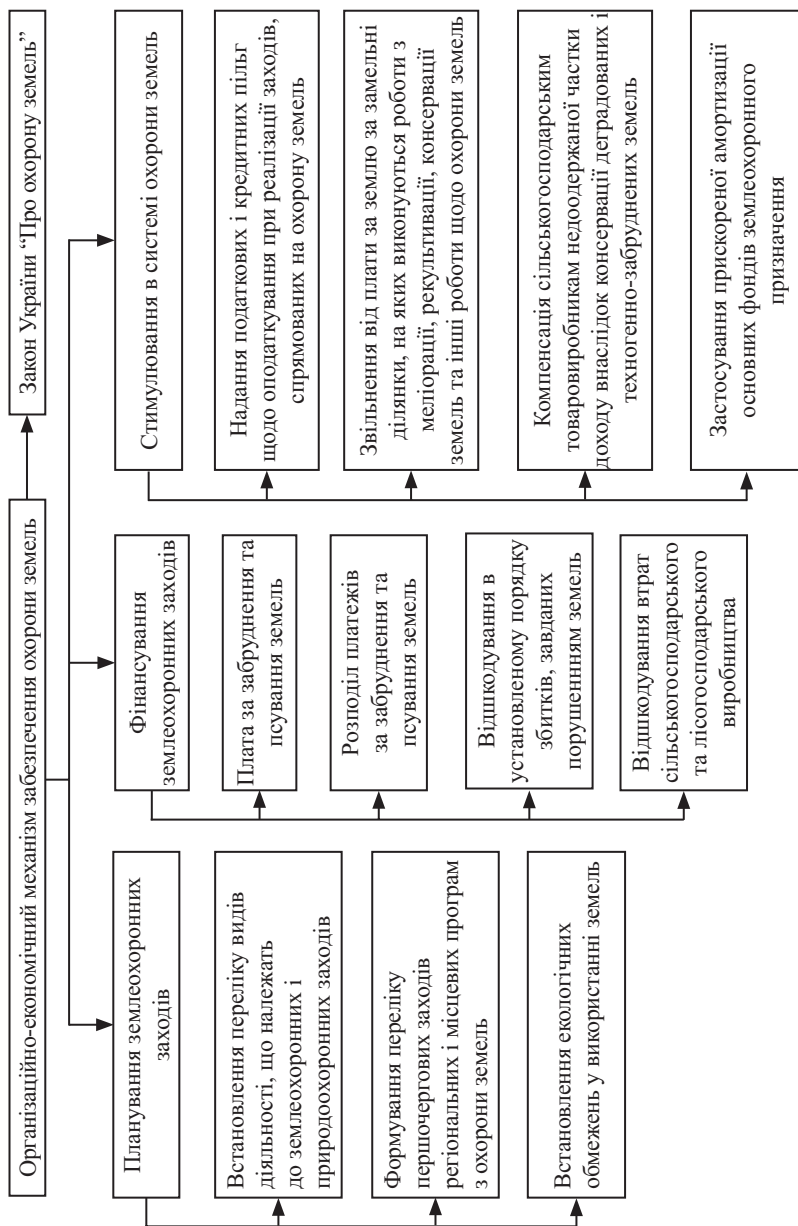 Організаційно-економічний механізм забезпечення охорони земель
Закон України “Про охорону земель”
Планування землеохоронних
заходів
Встановлення переліку видів
діяльності, що належать
до землеохоронних і
природоохоронних заходів
Формування переліку
першочергових заходів
регіональних і місцевих програм
з охорони земель
Встановлення екологічних
обмежень у використанні земель
Фінансування
землеохоронних заходів
Плата за забруднення та
псування земель
Розподіл платежів
за забруднення та
псування земель
Відшкодування в
установленому порядку
збитків, завданих
порушеннням земель
Відшкодування втрат
сільськогосподарського
та лісогосподарського
виробництва
Стимулювання в системі охорони земель
Надання податкових і кредитних пільг
щодо оподаткування при реалізації заходів,
спрямованих на охорону земель
Звільнення від плати за землю за замельні
ділянки, на яких виконуються роботи з
меліорації, рекультивації, консервації
земель та інші роботи щодо охорони земель
Компенсація сільськогосподарським
товаровиробникам недоодержаної частки
доходу внаслідок консервації деградованих і
техногенно-забруднених земель
Застосування прискореної амортизації
основних фондів землеохоронного
призначення